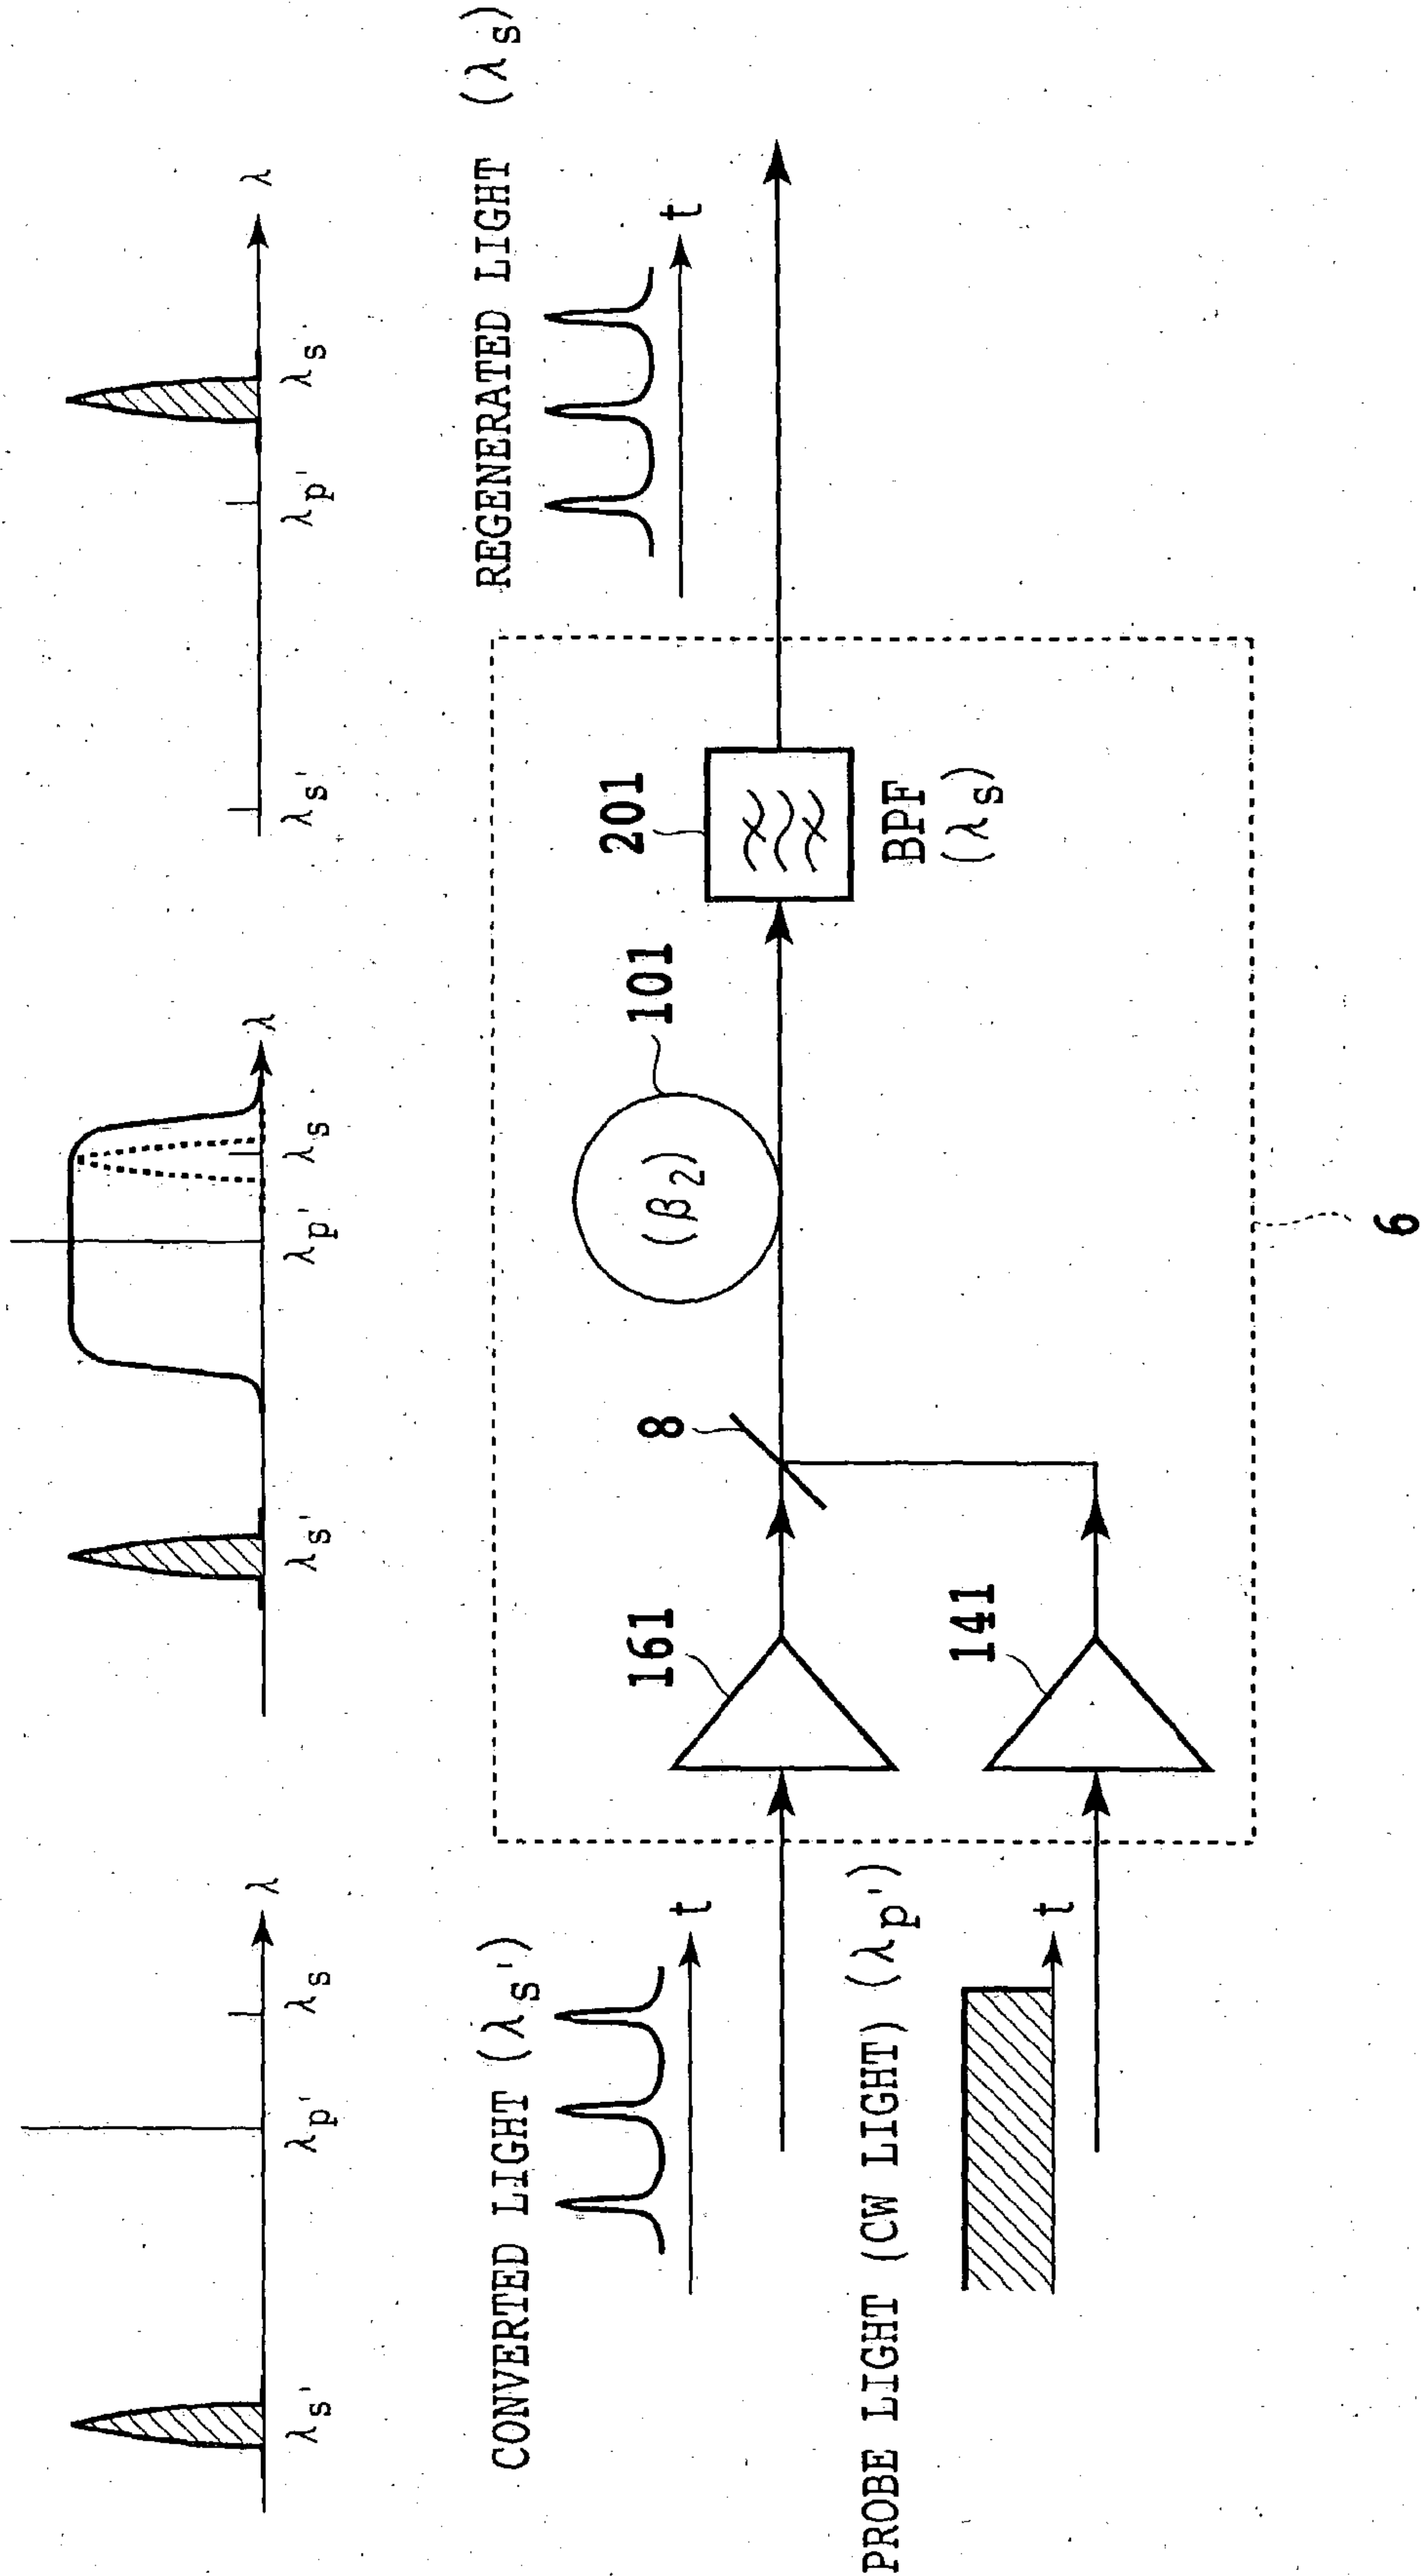 λ
λs' λp' λs
λ
λs' λp' λs
λ
λs' λp' λs
CONVERTED LIGHT (λs')
t
REGENERATED LIGHT (λs)
t
161
8
101
(β2)
201
BPF
(λs)
PROBE LIGHT (CW LIGHT) (λp')
t
141
6